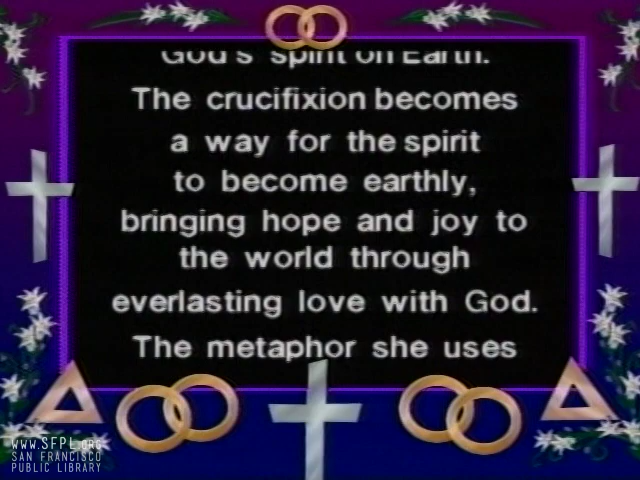 God's spirit on Earth.
The crucifixion becomes
a way for the spirit
to become earthly,
bringing hope and joy to
the world through
everlasting love with God.
The metaphor she uses
www.SFPL.org
SAN FRANCISCO
PUBLIC LIBRARY